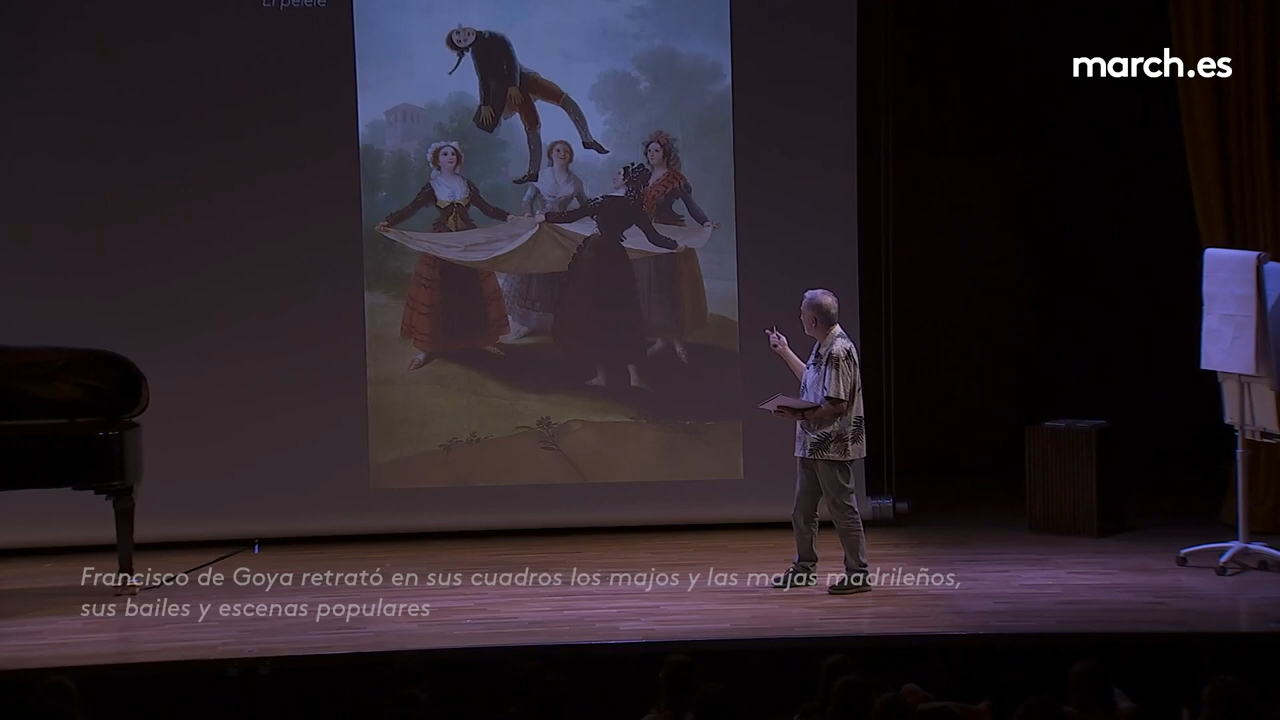 El pelele
march.es
Francisco de Goya retrató en sus cuadros los majos y las majas madrileños,
sus bailes y escenas populares